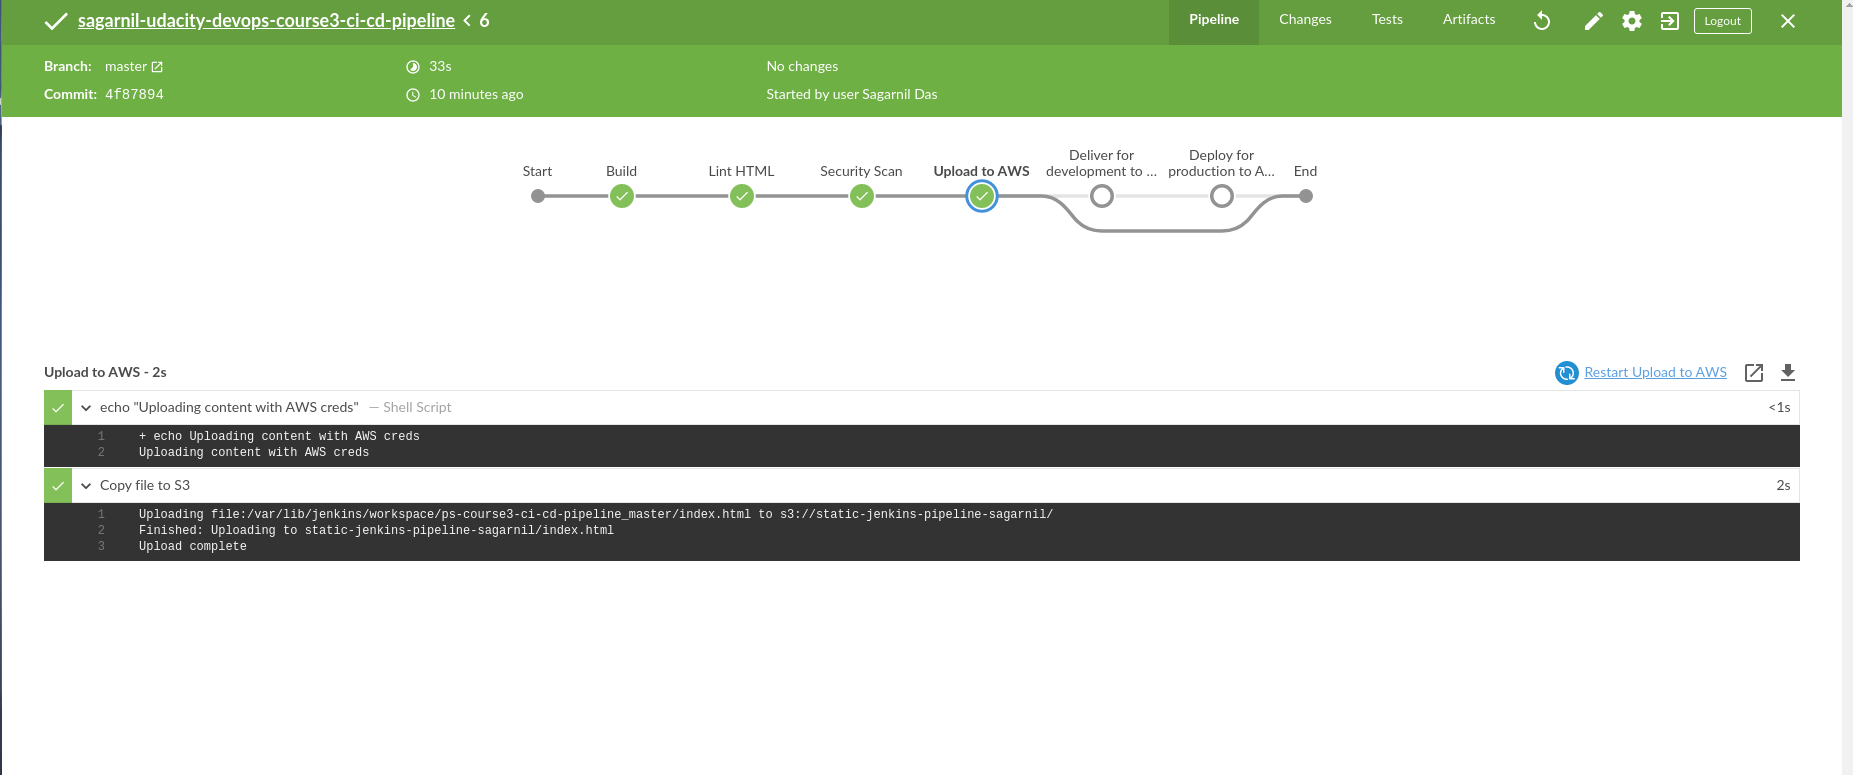 sagarnil-udacity-devops-course3-ci-cd-pipeline < 6
Pipeline Changes Tests Artifacts Logout
Branch: master 33s No changes
Commit: 4f87894 10 minutes ago Started by user Sagarnil Das
Deliver for Deploy for
Start Build Lint HTML Security Scan Upload to AWS development to ... production to A... End
Upload to AWS - 2s Restart Upload to AWS
echo "Uploading content with AWS creds" — Shell Script <1s
1 + echo Uploading content with AWS creds
2 Uploading content with AWS creds
Copy file to S3 2s
1 Uploading file:/var/lib/jenkins/workspace/ps-course3-ci-cd-pipeline_master/index.html to s3://static-jenkins-pipeline-sagarnil/
2 Finished: Uploading to static-jenkins-pipeline-sagarnil/index.html
3 Upload complete